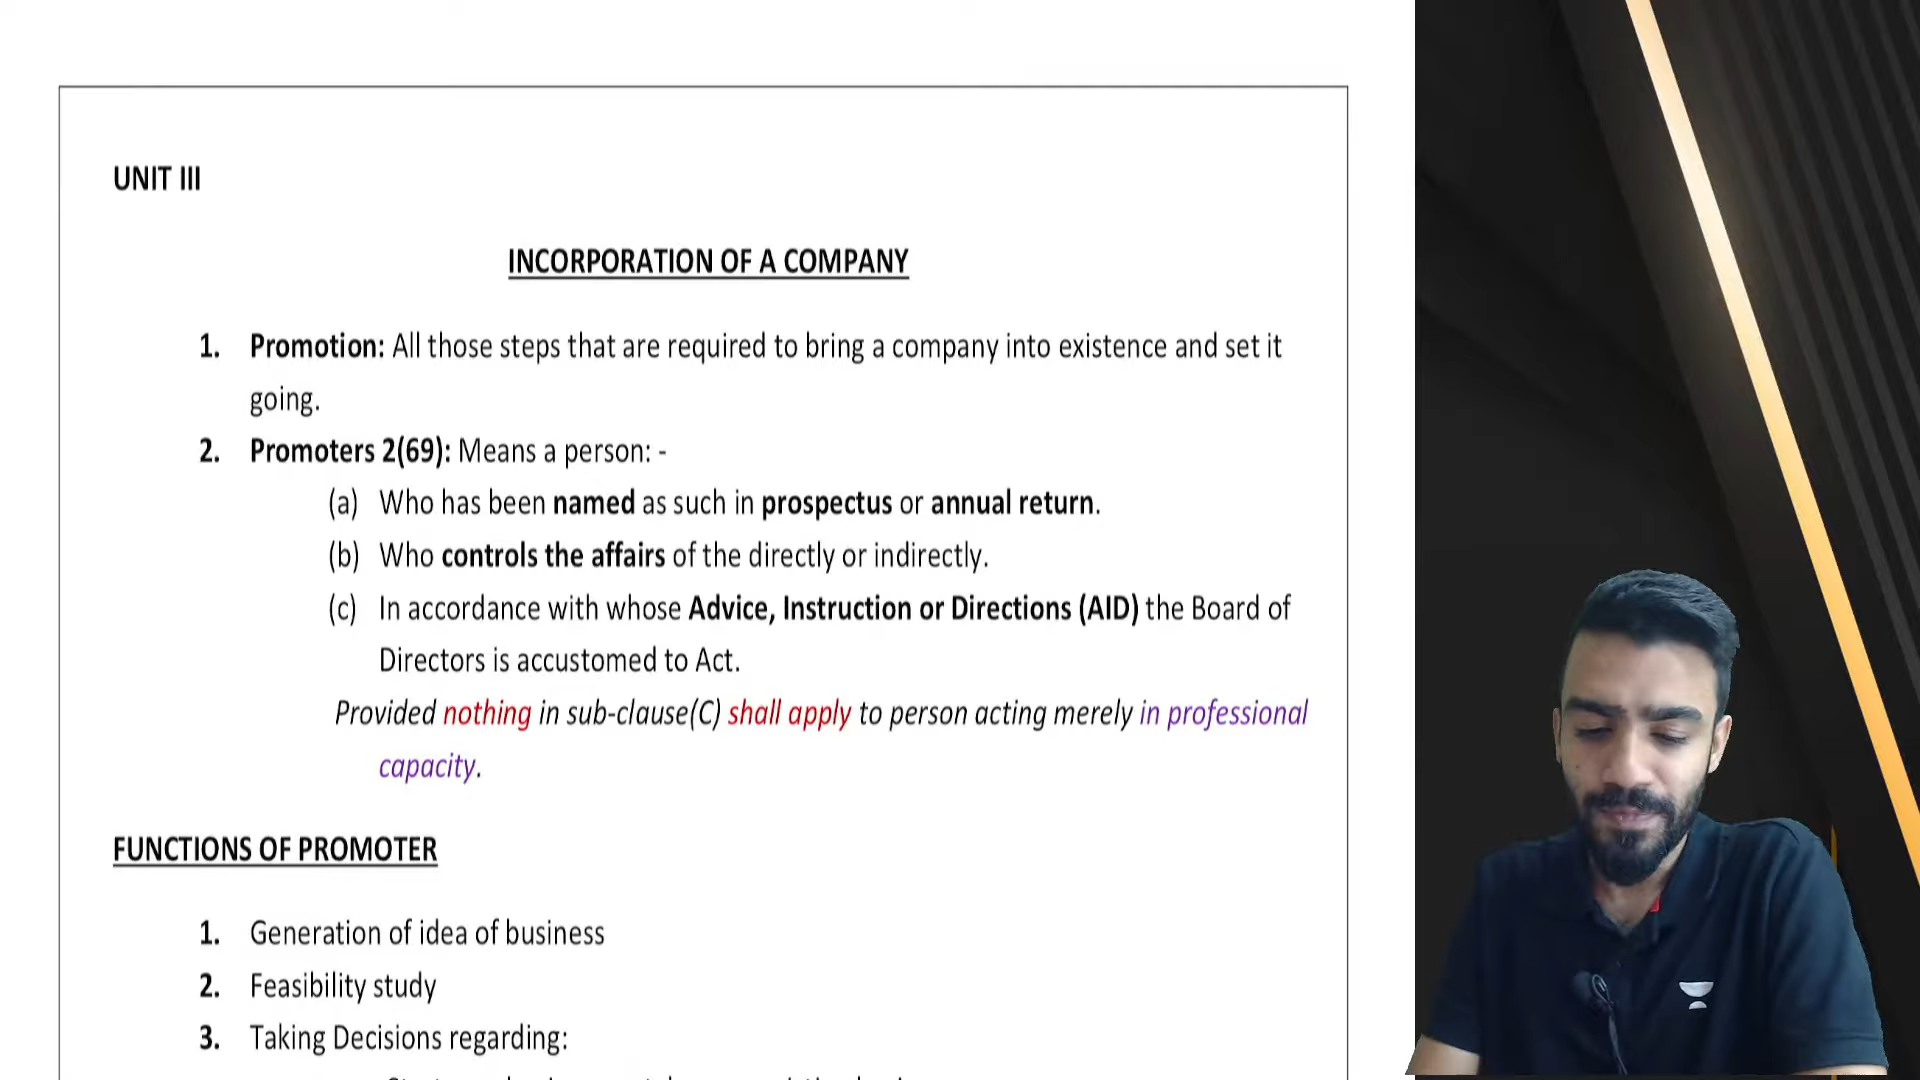 UNIT III
INCORPORATION OF A COMPANY
1. Promotion: All those steps that are required to bring a company into existence and set it
going.
2. Promoters 2(69): Means a person: -
(a) Who has been named as such in prospectus or annual return.
(b) Who controls the affairs of the directly or indirectly.
(c) In accordance with whose Advice, Instruction or Directions (AID) the Board of
Directors is accustomed to Act.
Provided nothing in sub-clause(C) shall apply to person acting merely in professional
capacity.
FUNCTIONS OF PROMOTER
1. Generation of idea of business
2. Feasibility study
3. Taking Decisions regarding: